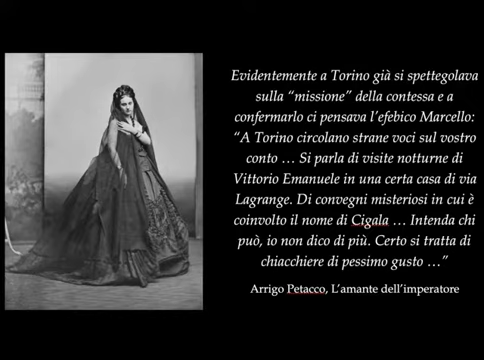 Evidentemente a Torino già si spettegolava
sulla “missione” della contessa e a
confermarlo ci pensava l’efebico Marcello:
“A Torino circolano strane voci sul vostro
conto … Si parla di visite notturne di
Vittorio Emanuele in una certa casa di via
Lagrange. Di convegni misteriosi in cui è
coinvolto il nome di Cigala … Intenda chi
può, io non dico di più. Certo si tratta di
chiacchiere di pessimo gusto …”
Arrigo Petacco, L’amante dell’imperatore